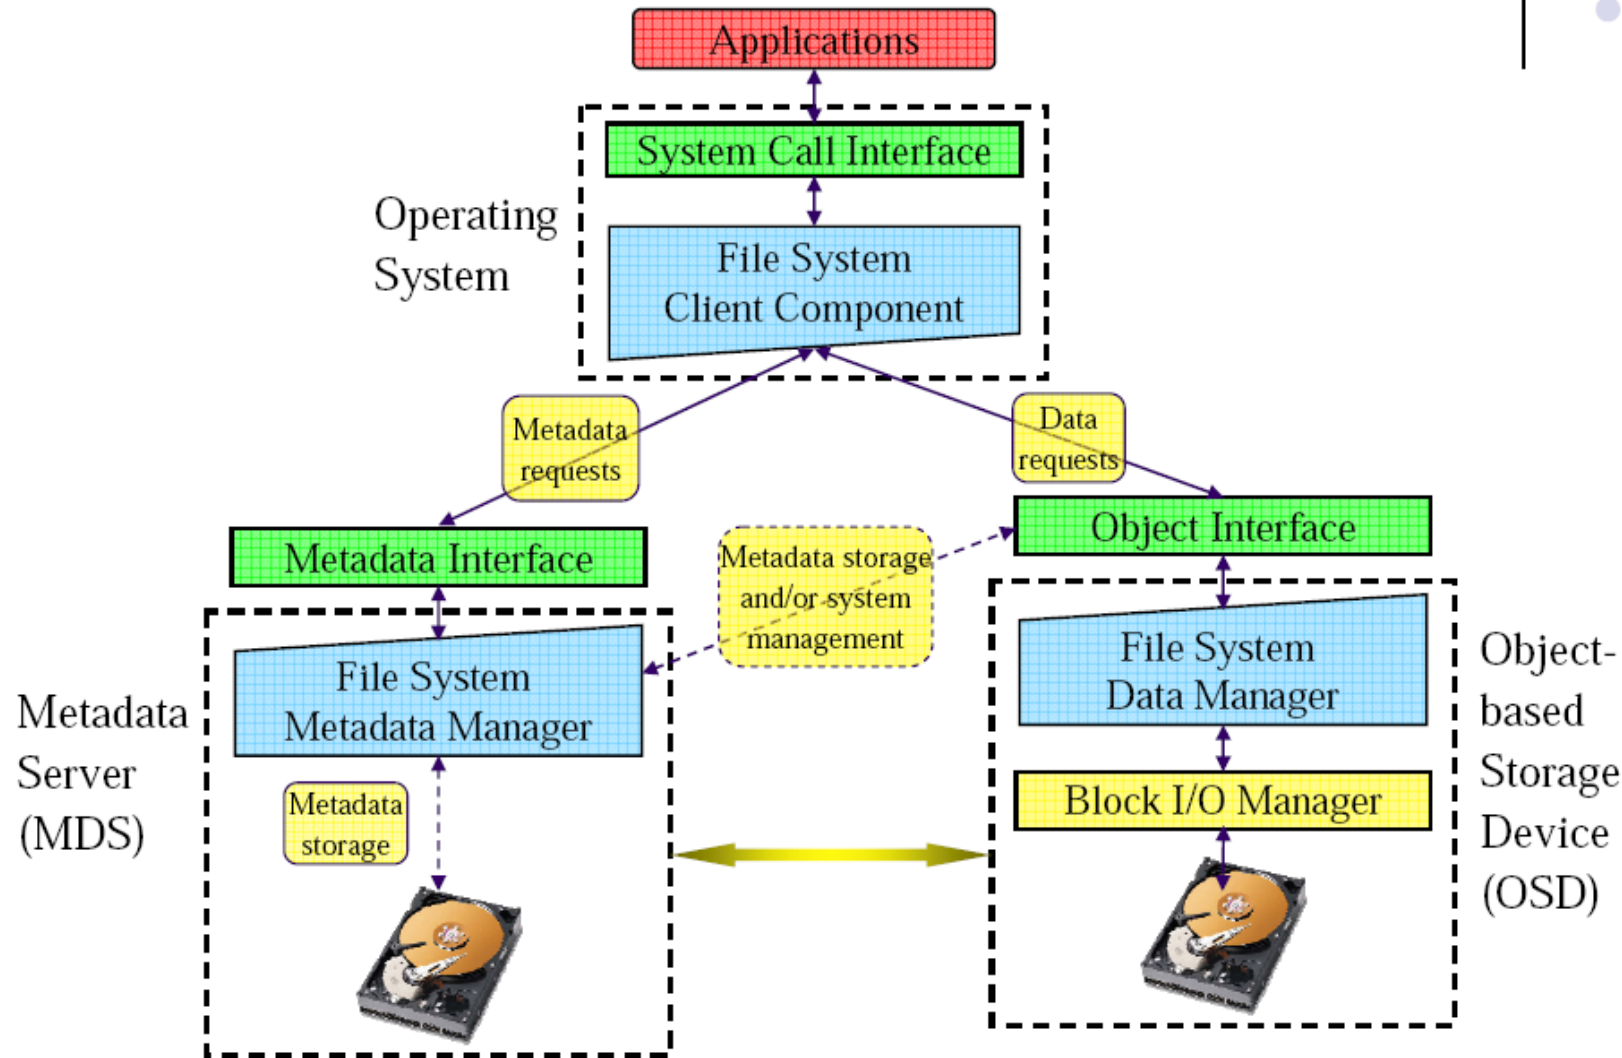 Applications
System Call Interface
Operating
System
File System
Client Component
Metadata
requests
Data
requests
Metadata Interface
Metadata storage
and/or system
management
Object Interface
File System
Metadata Manager
File System
Data Manager
Metadata
Server
(MDS)
Metadata
storage
Block I/O Manager
Object-
based
Storage
Device
(OSD)